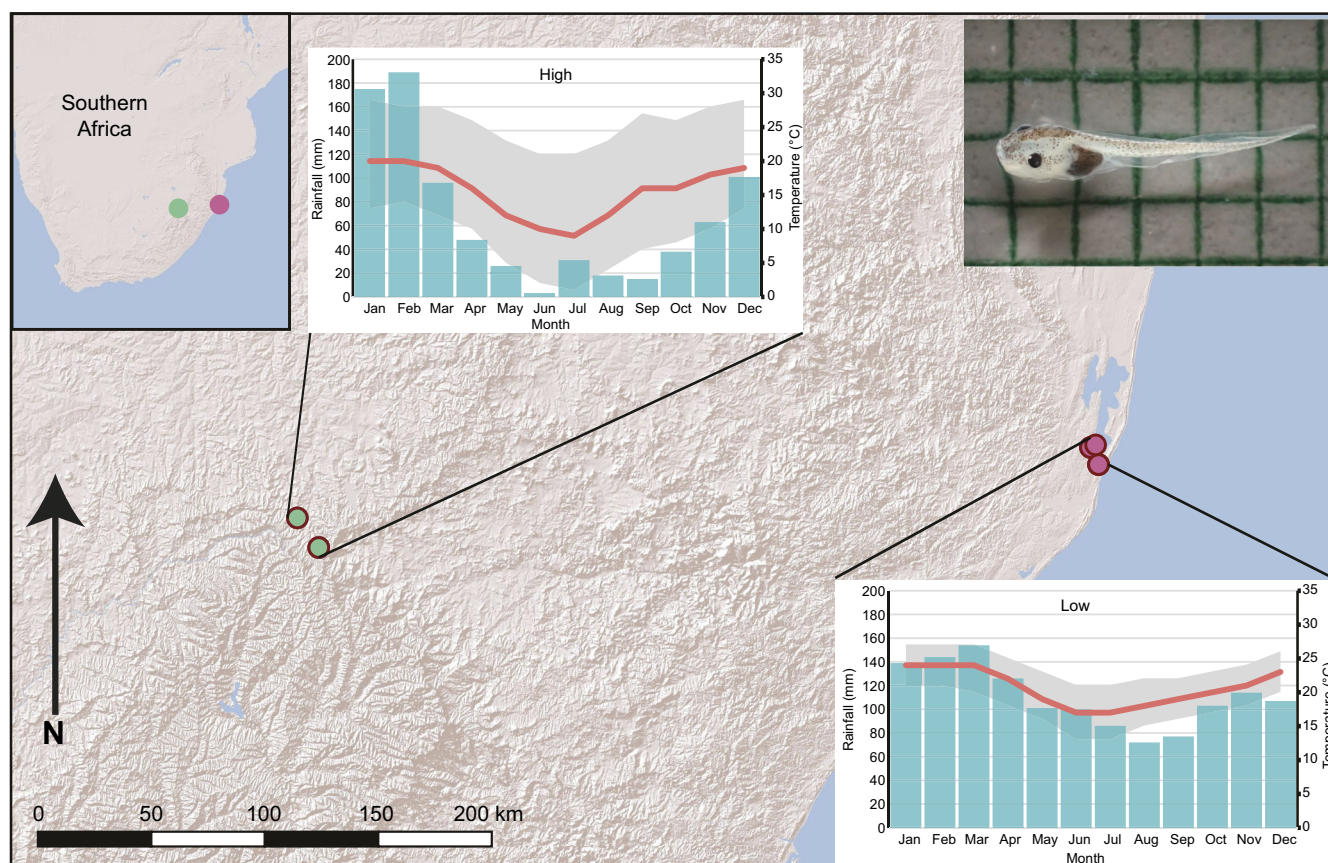 Southern
Africa
High
Rainfall (mm)
200
180
160
140
120
100
80
60
40
20
0
Temperature (°C)
35
30
25
20
15
10
5
0
Jan Feb Mar Apr May Jun Jul Aug Sep Oct Nov Dec
Month
N
0 50 100 150 200 km
Low
Rainfall (mm)
200
180
160
140
120
100
80
60
40
20
0
Temperature (°C)
35
30
25
20
15
10
5
0
Jan Feb Mar Apr May Jun Jul Aug Sep Oct Nov Dec
Month